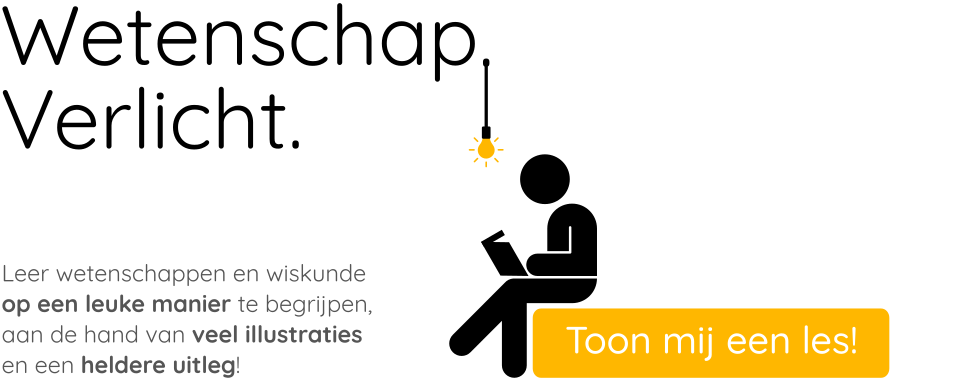 Wetenschap
Verlicht.
Leer wetenschappen en wiskunde
op een leuke manier te begrijpen,
aan de hand van veel illustraties
en een heldere uitleg!
Toon mij een les!